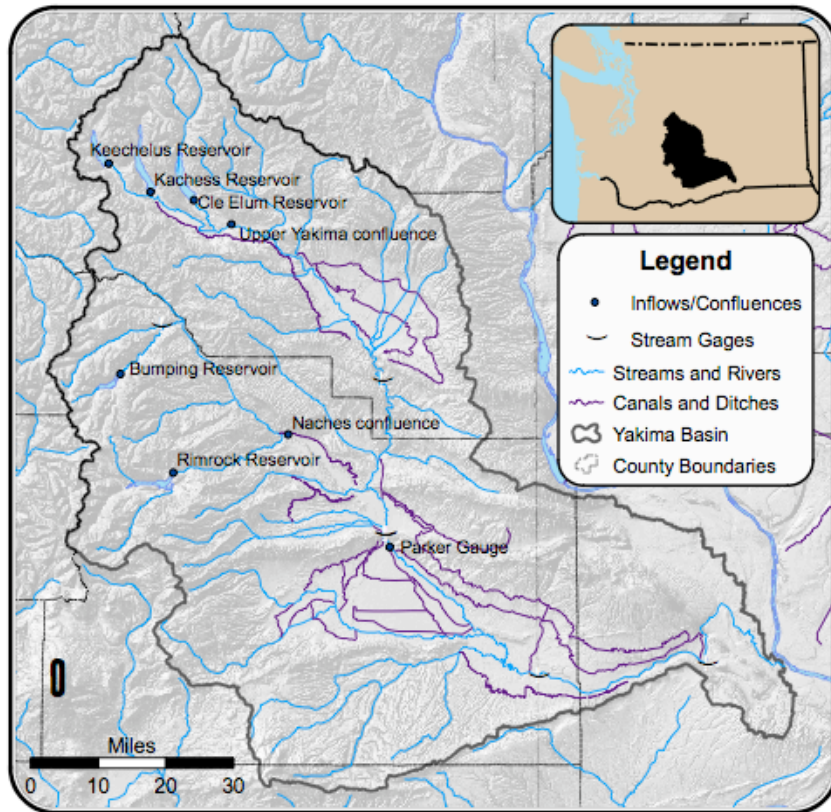 Keechelus Reservoir
Kachess Reservoir
Cle Elum Reservoir
Upper Yakima confluence
Bumping Reservoir
Naches confluence
Rimrock Reservoir
Parker Gauge
Legend
Inflows/Confluences
Stream Gages
Streams and Rivers
Canals and Ditches
Yakima Basin
County Boundaries
Miles
0 10 20 30